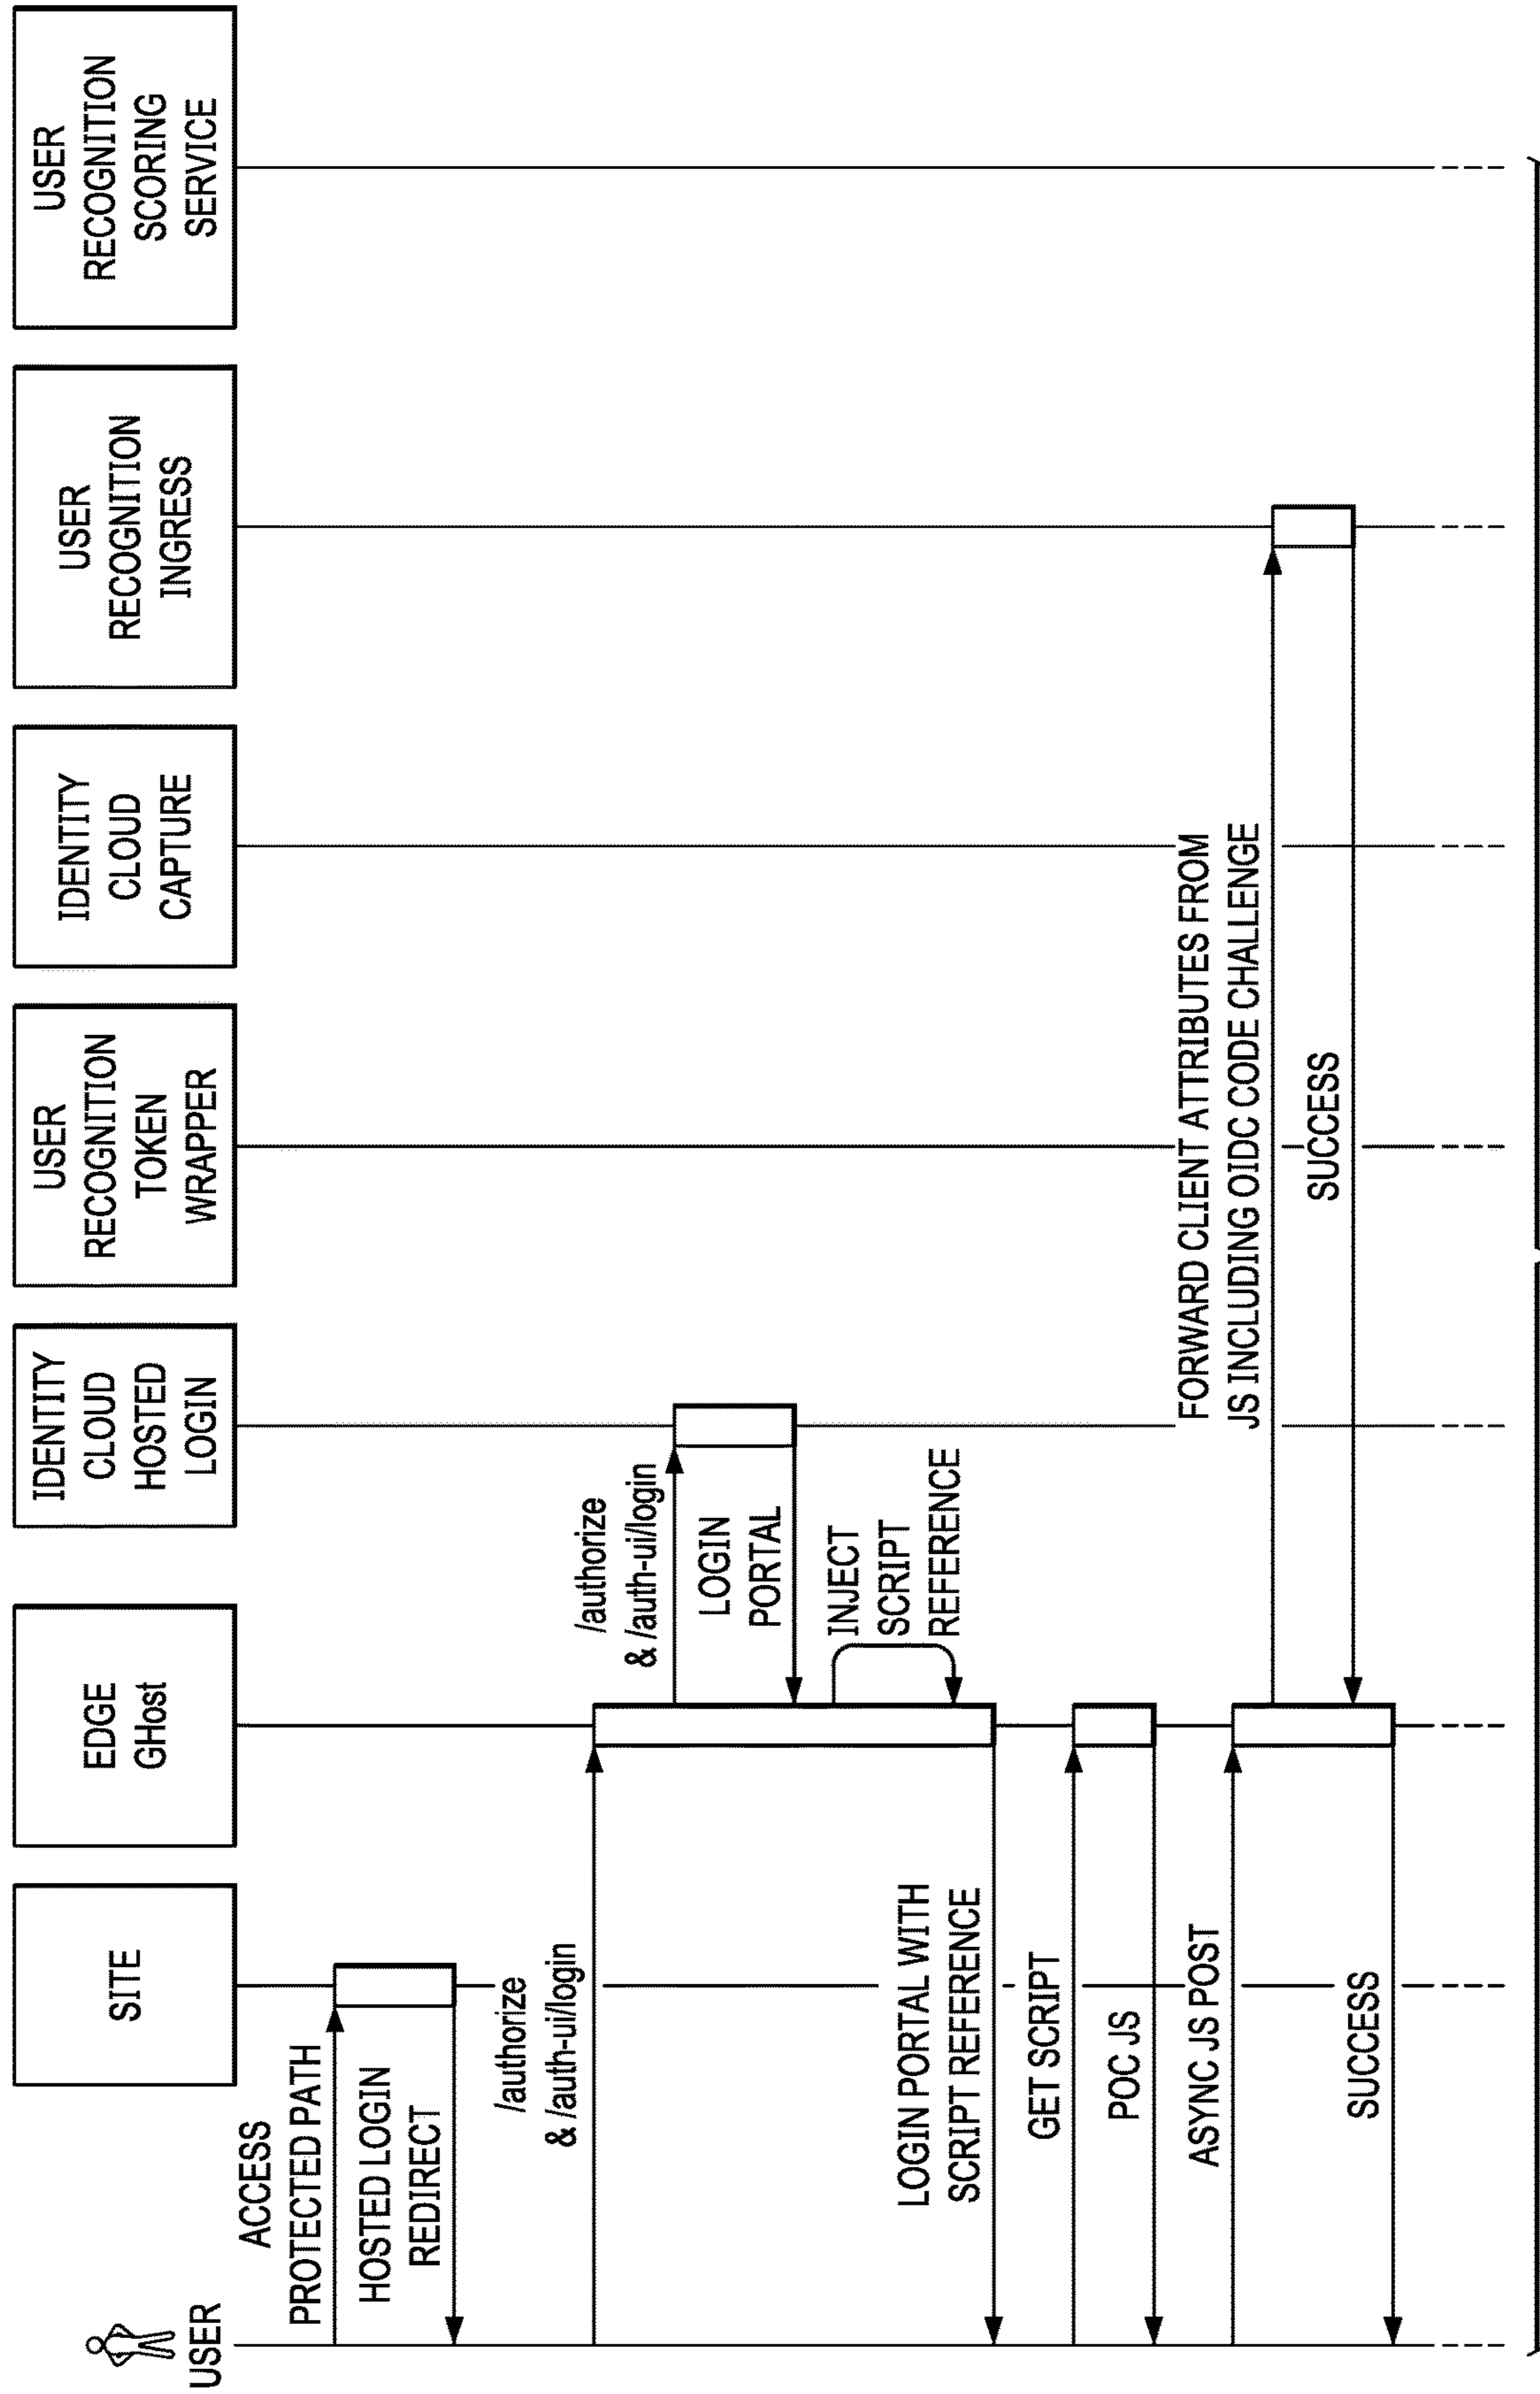 USER
SITE
EDGE
GHost
IDENTITY
CLOUD
HOSTED
LOGIN
USER
RECOGNITION
TOKEN
WRAPPER
IDENTITY
CLOUD
CAPTURE
USER
RECOGNITION
INGRESS
USER
RECOGNITION
SCORING
SERVICE
ACCESS
PROTECTED PATH
HOSTED LOGIN
REDIRECT
/authorize
& /auth-ui/login
/authorize
& /auth-ui/login
LOGIN
PORTAL
INJECT
SCRIPT
REFERENCE
LOGIN PORTAL WITH
SCRIPT REFERENCE
GET SCRIPT
POC JS
ASYNC JS POST
FORWARD CLIENT ATTRIBUTES FROM
JS INCLUDING OIDC CODE CHALLENGE
SUCCESS
SUCCESS